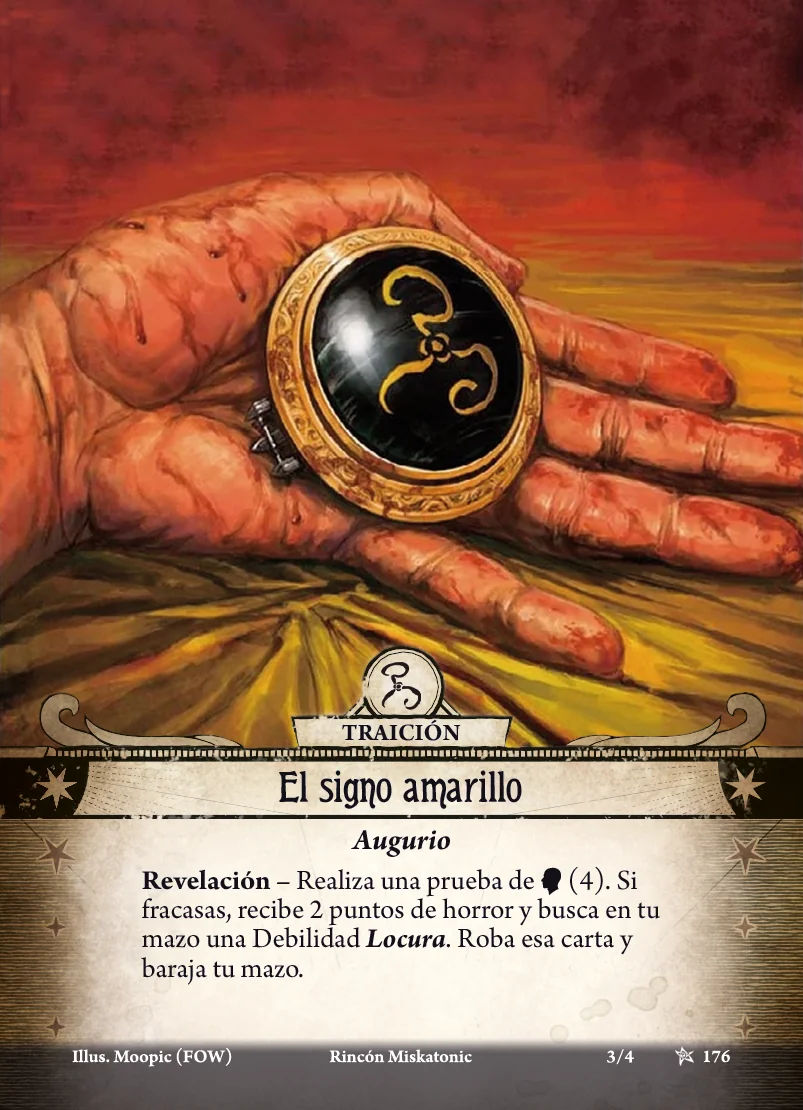 TRAICIÓN
El signo amarillo
Augurio
Revelación – Realiza una prueba de (4). Si
fracasas, recibe 2 puntos de horror y busca en tu
mazo una Debilidad Locura. Roba esa carta y
baraja tu mazo.
Illus. Moopic (FOW) Rincón Miskatonic 3/4 176